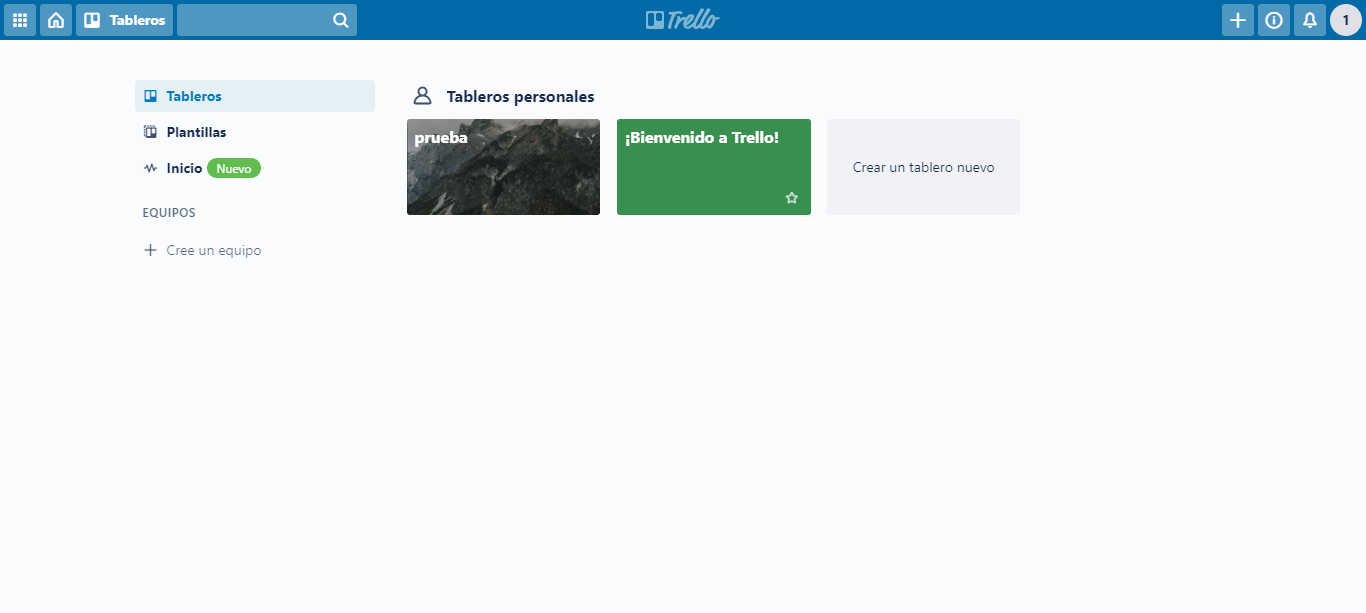 Tableros
Trello
1
Tableros
Plantillas
Inicio Nuevo
EQUIPOS
Cree un equipo
Tableros personales
prueba
¡Bienvenido a Trello!
Crear un tablero nuevo